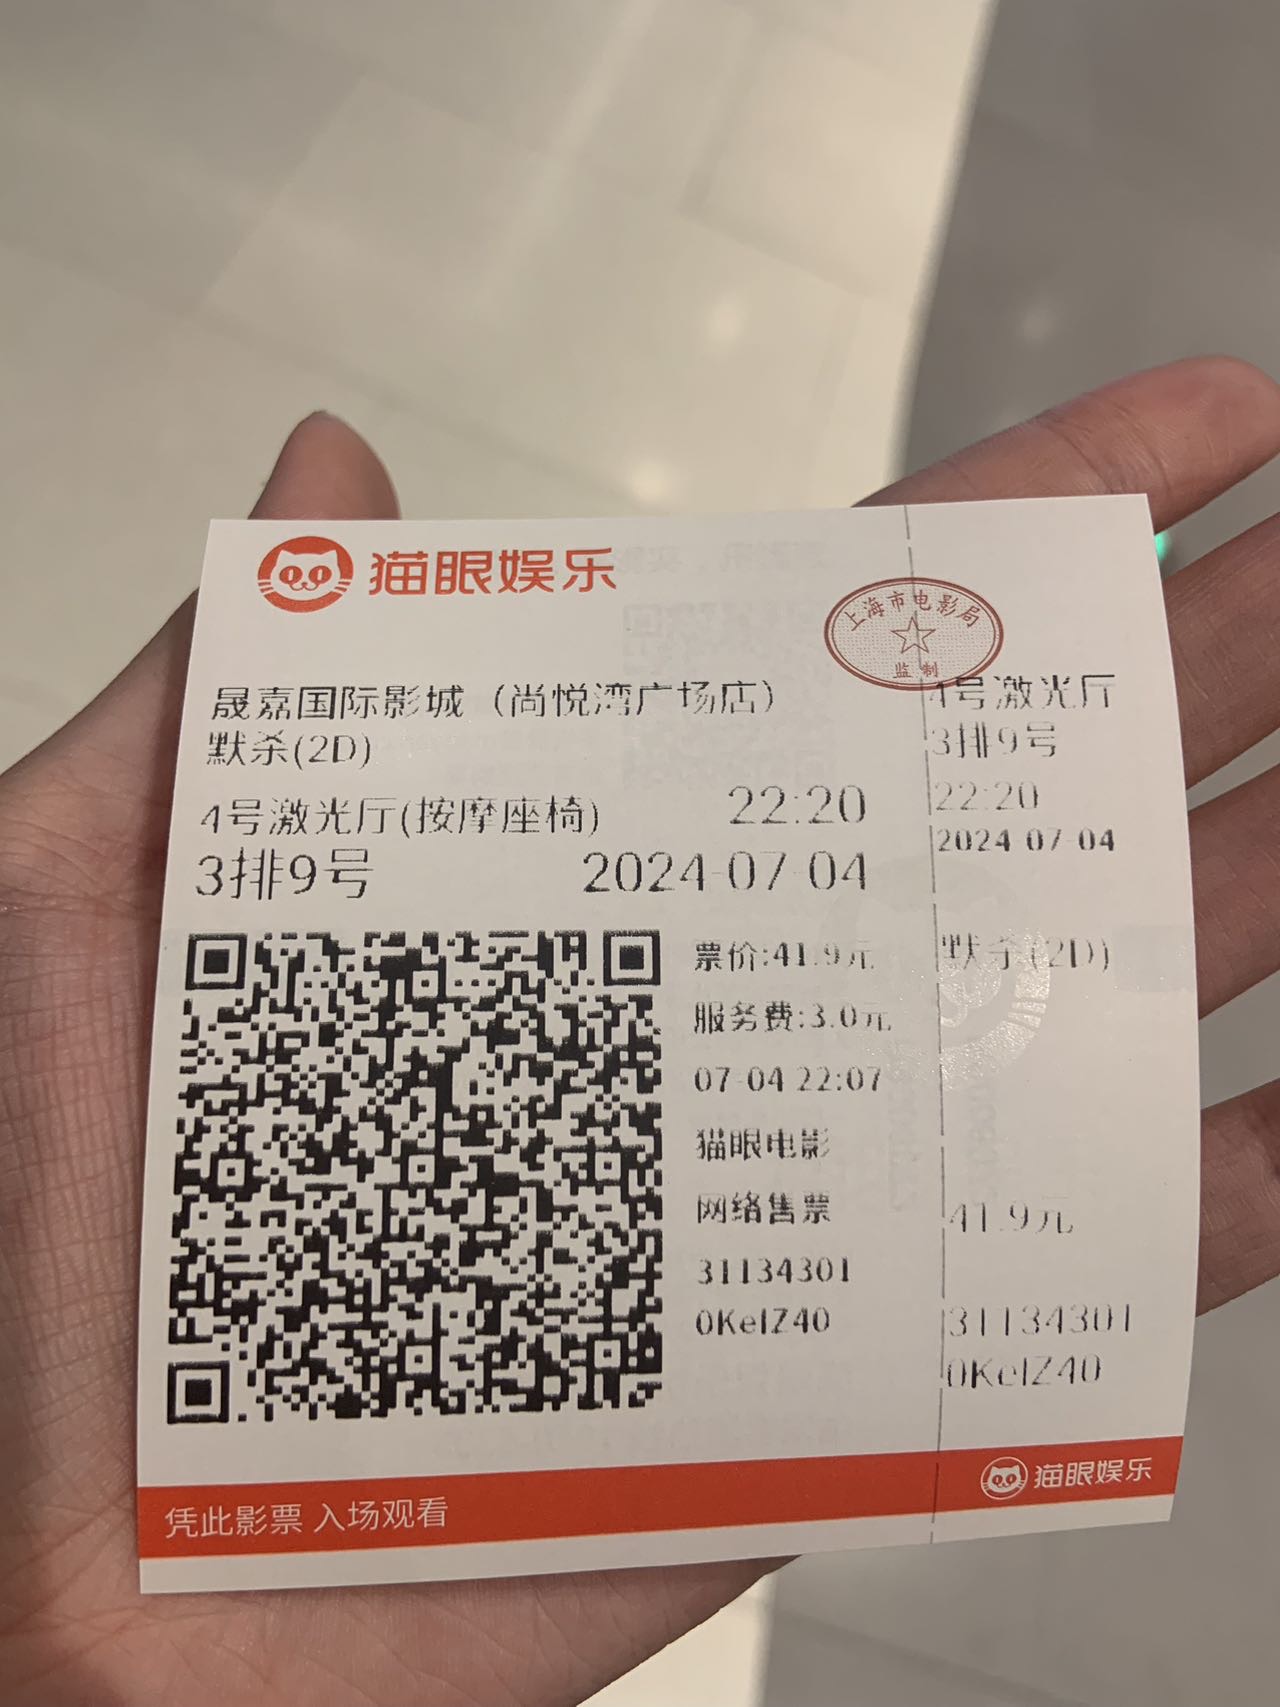 猫眼娱乐
上海市电影局
监制
晟嘉国际影城（尚悦湾广场店）
默杀(2D)
4号激光厅(按摩座椅)
22:20
3排9号
2024-07-04
票价:41.9元
服务费:3.0元
07-04 22:07
猫眼电影
网络售票
31134301
0KeIZ40
4号激光厅
3排9号
22:20
2024-07-04
默杀(2D)
41.9元
31134301
0KeIZ40
凭此影票 入场观看
猫眼娱乐